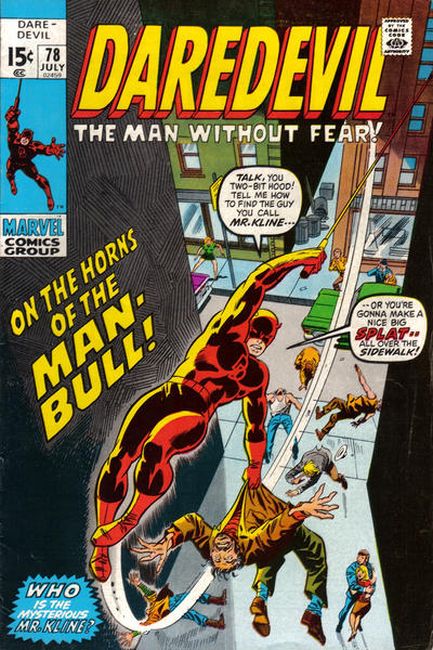 DARE-
DEVIL
15¢
78
JULY
02459
CC
APPROVED
BY THE
COMICS
CODE
AUTHORITY
DAREDEVIL
THE MAN WITHOUT FEAR!
TM
MARVEL
COMICS
GROUP
TALK, YOU
TWO-BIT HOOD!
TELL ME HOW
TO FIND THE GUY
YOU CALL
MR. KLINE---
ON THE HORNS
OF THE
MAN-
BULL!
--OR YOU'RE
GONNA MAKE A
NICE BIG
SPLAT--
ALL OVER THE
SIDEWALK!
WHO
IS THE
MYSTERIOUS
MR. KLINE?